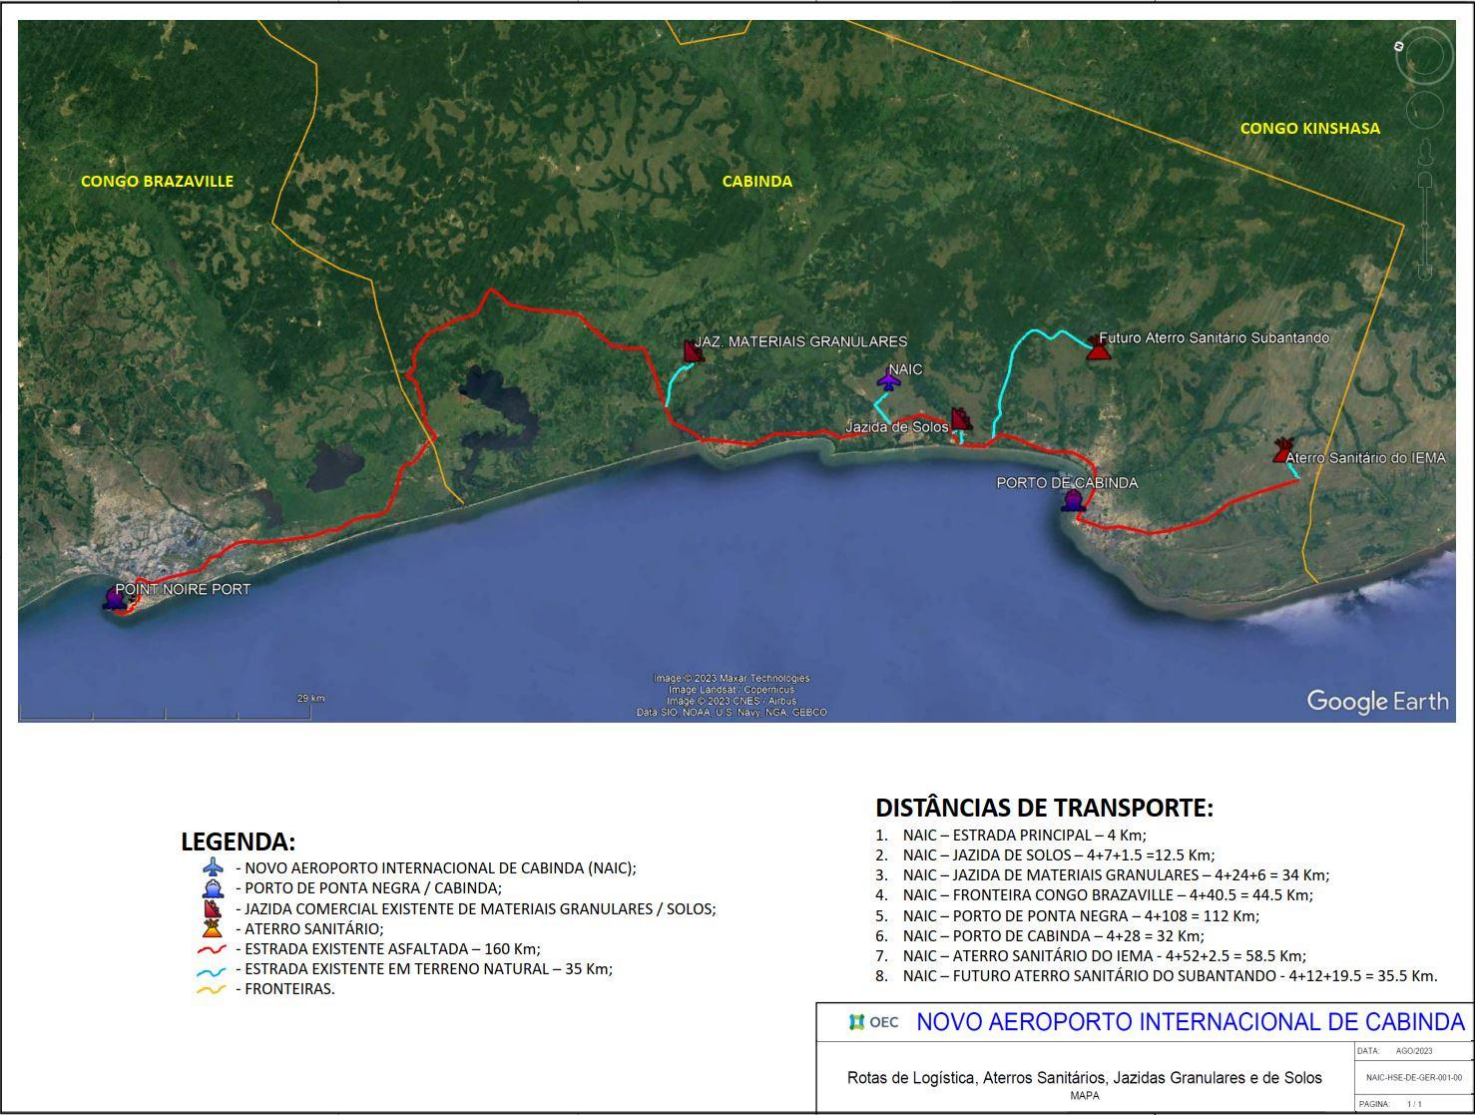 CONGO KINSHASA
CONGO BRAZAVILLE
CABINDA
JAZ. MATERIAIS GRANULARES
Futuro Aterro Sanitário Subantando
NAIC
Jazida de Solos
Aterro Sanitário do IEMA
PORTO DE CABINDA
POINT NOIRE PORT
29 km
Image © 2023 Maxar Technologies
Image Landsat / Copernicus
Image © 2023 CNES / Airbus
Data SIO, NOAA, U.S. Navy, NGA, GEBCO
Google Earth
LEGENDA:
- NOVO AEROPORTO INTERNACIONAL DE CABINDA (NAIC);
- PORTO DE PONTA NEGRA / CABINDA;
- JAZIDA COMERCIAL EXISTENTE DE MATERIAIS GRANULARES / SOLOS;
- ATERRO SANITÁRIO;
- ESTRADA EXISTENTE ASFALTADA – 160 Km;
- ESTRADA EXISTENTE EM TERRENO NATURAL – 35 Km;
- FRONTEIRAS.
DISTÂNCIAS DE TRANSPORTE:
1. NAIC – ESTRADA PRINCIPAL – 4 Km;
2. NAIC – JAZIDA DE SOLOS – 4+7+1.5 =12.5 Km;
3. NAIC – JAZIDA DE MATERIAIS GRANULARES – 4+24+6 = 34 Km;
4. NAIC – FRONTEIRA CONGO BRAZAVILLE – 4+40.5 = 44.5 Km;
5. NAIC – PORTO DE PONTA NEGRA – 4+108 = 112 Km;
6. NAIC – PORTO DE CABINDA – 4+28 = 32 Km;
7. NAIC – ATERRO SANITÁRIO DO IEMA - 4+52+2.5 = 58.5 Km;
8. NAIC – FUTURO ATERRO SANITÁRIO DO SUBANTANDO - 4+12+19.5 = 35.5 Km.
OEC NOVO AEROPORTO INTERNACIONAL DE CABINDA
DATA: AGO/2023
Rotas de Logística, Aterros Sanitários, Jazidas Granulares e de Solos
NAIC-HSE-DE-GER-001-00
MAPA
PAGINA: 1 / 1